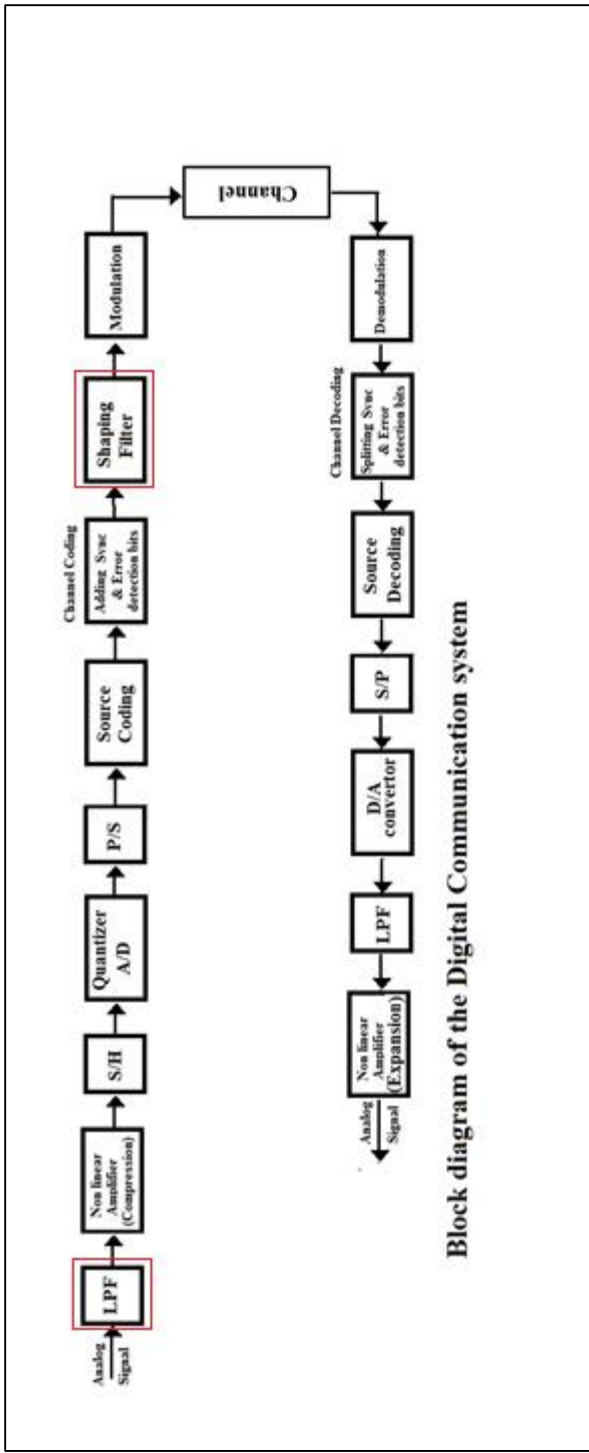 Analog
Signal
LPF
Non linear
Amplifier
(Compression)
S/H
Quantizer
A/D
P/S
Source
Coding
Channel Coding
Adding Sync
& Error
detection bits
Shaping
Filter
Modulation
Channel
Demodulation
Channel Decoding
Splitting Sync
& Error
detection bits
Source
Decoding
S/P
D/A
convertor
LPF
Non linear
Amplifier
(Expansion)
Analog
Signal
Block diagram of the Digital Communication system